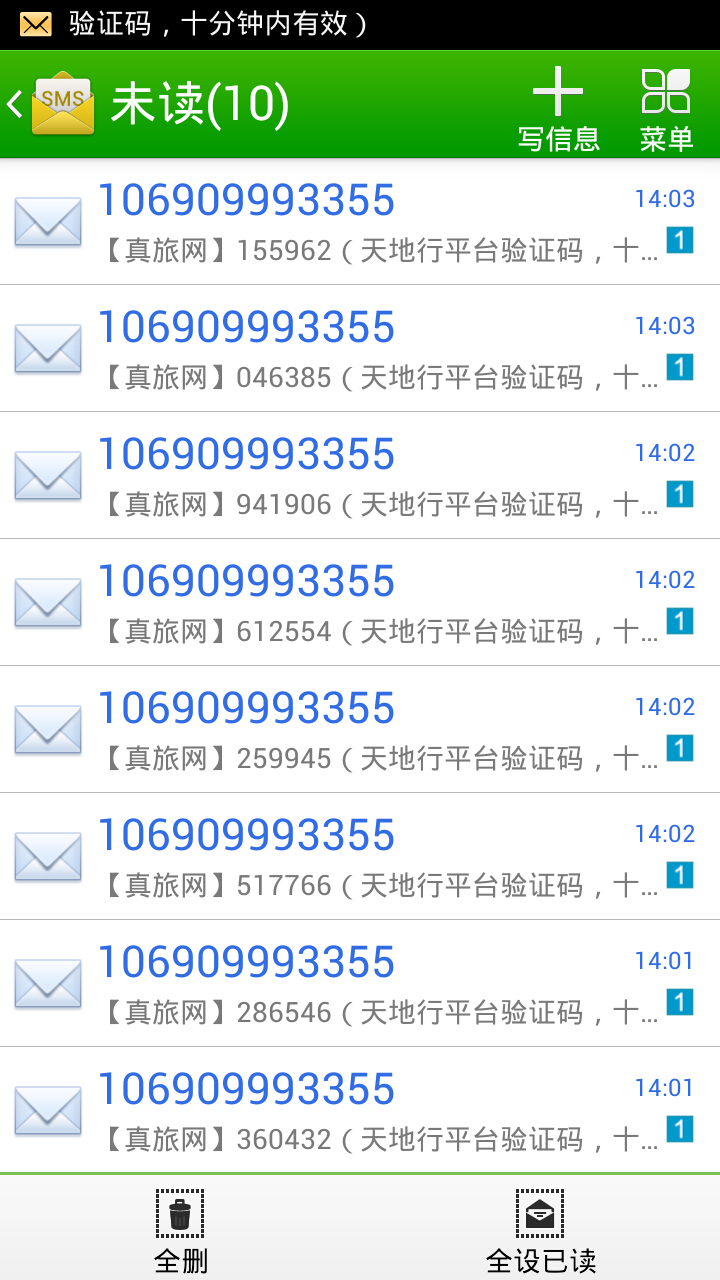 验证码，十分钟内有效）
SMS
未读(10)
写信息
菜单
106909993355
14:03
【真旅网】155962（天地行平台验证码，十...
1
106909993355
14:03
【真旅网】046385（天地行平台验证码，十...
1
106909993355
14:02
【真旅网】941906（天地行平台验证码，十...
1
106909993355
14:02
【真旅网】612554（天地行平台验证码，十...
1
106909993355
14:02
【真旅网】259945（天地行平台验证码，十...
1
106909993355
14:02
【真旅网】517766（天地行平台验证码，十...
1
106909993355
14:01
【真旅网】286546（天地行平台验证码，十...
1
106909993355
14:01
【真旅网】360432（天地行平台验证码，十...
1
全删
全设已读